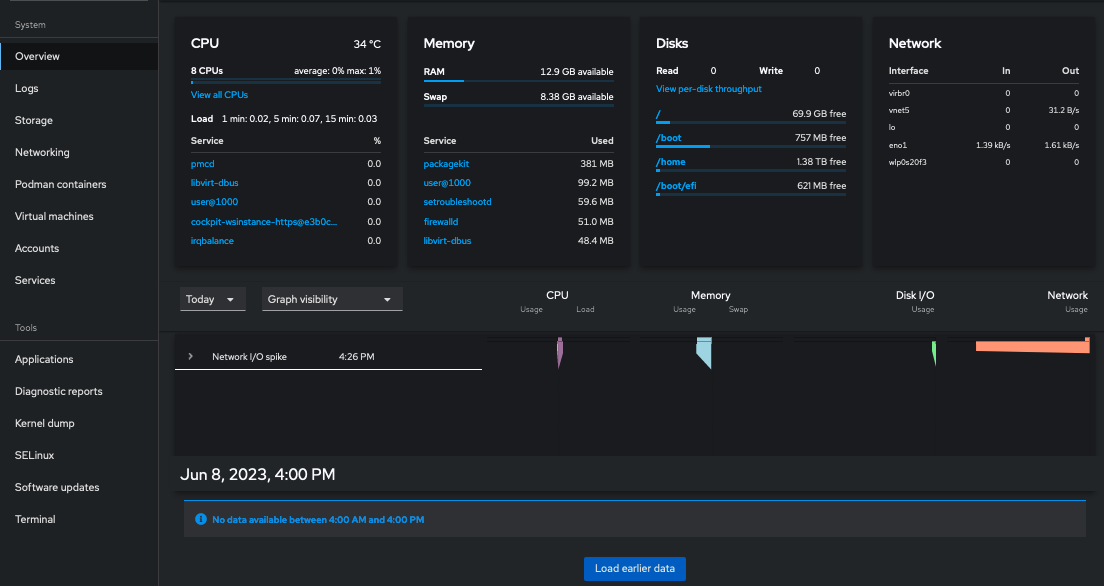 System
Overview
Logs
Storage
Networking
Podman containers
Virtual machines
Accounts
Services
Tools
Applications
Diagnostic reports
Kernel dump
SELinux
Software updates
Terminal
CPU 34 °C
8 CPUs average: 0% max: 1%
View all CPUs
Load 1 min: 0.02, 5 min: 0.07, 15 min: 0.03
Service %
pmcd 0.0
libvirt-dbus 0.0
user@1000 0.0
cockpit-wsinstance-https@e3b0c... 0.0
irqbalance 0.0
Memory
RAM 12.9 GB available
Swap 8.38 GB available
Service Used
packagekit 381 MB
user@1000 99.2 MB
setroubleshootd 59.6 MB
firewalld 51.0 MB
libvirt-dbus 48.4 MB
Disks
Read 0 Write 0
View per-disk throughput
/ 69.9 GB free
/boot 757 MB free
/home 1.38 TB free
/boot/efi 621 MB free
Network
Interface In Out
virbr0 0 0
vnet5 0 31.2 B/s
lo 0 0
eno1 1.39 kB/s 1.61 kB/s
wlp0s20f3 0 0
Today Graph visibility
CPU Memory Disk I/O Network
Usage Load Usage Swap Usage Usage
Network I/O spike 4:26 PM
Jun 8, 2023, 4:00 PM
No data available between 4:00 AM and 4:00 PM
Load earlier data